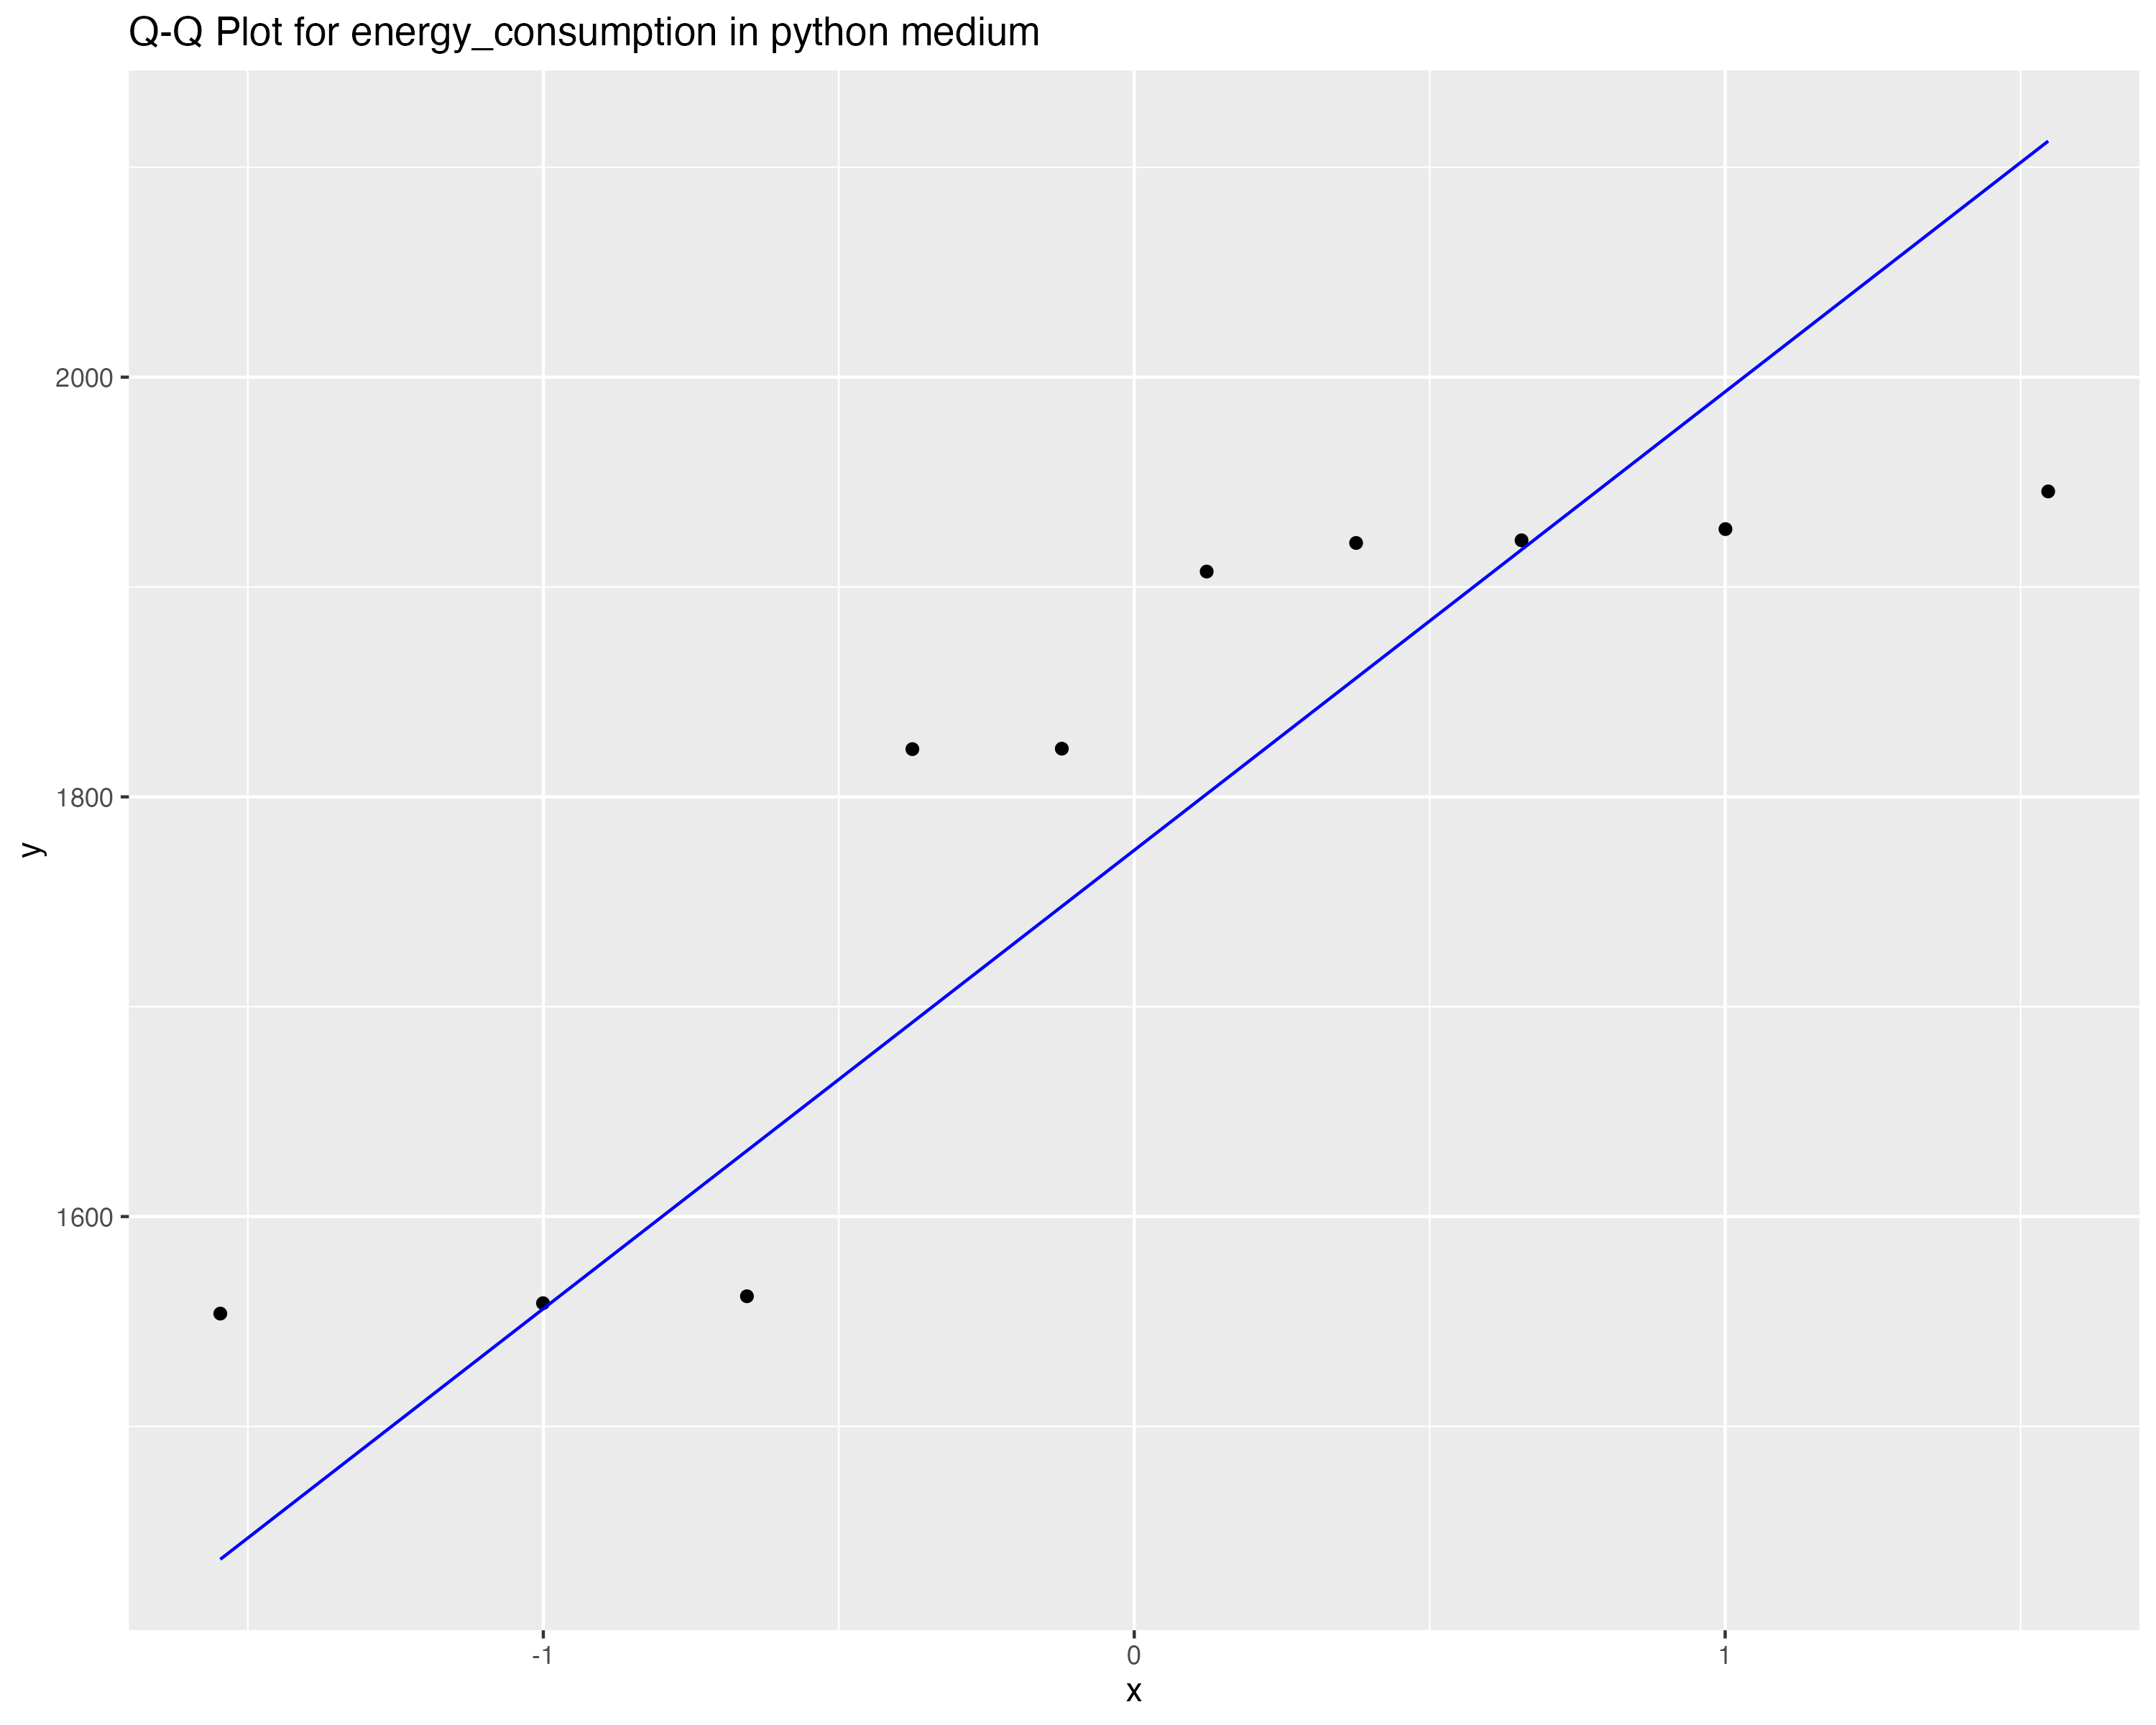 Q-Q Plot for energy_consumption in python medium
2000
1800
1600
y
-1
0
1
x